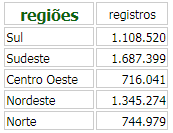 regiões registros
Sul 1.108.520
Sudeste 1.687.399
Centro Oeste 716.041
Nordeste 1.345.274
Norte 744.979